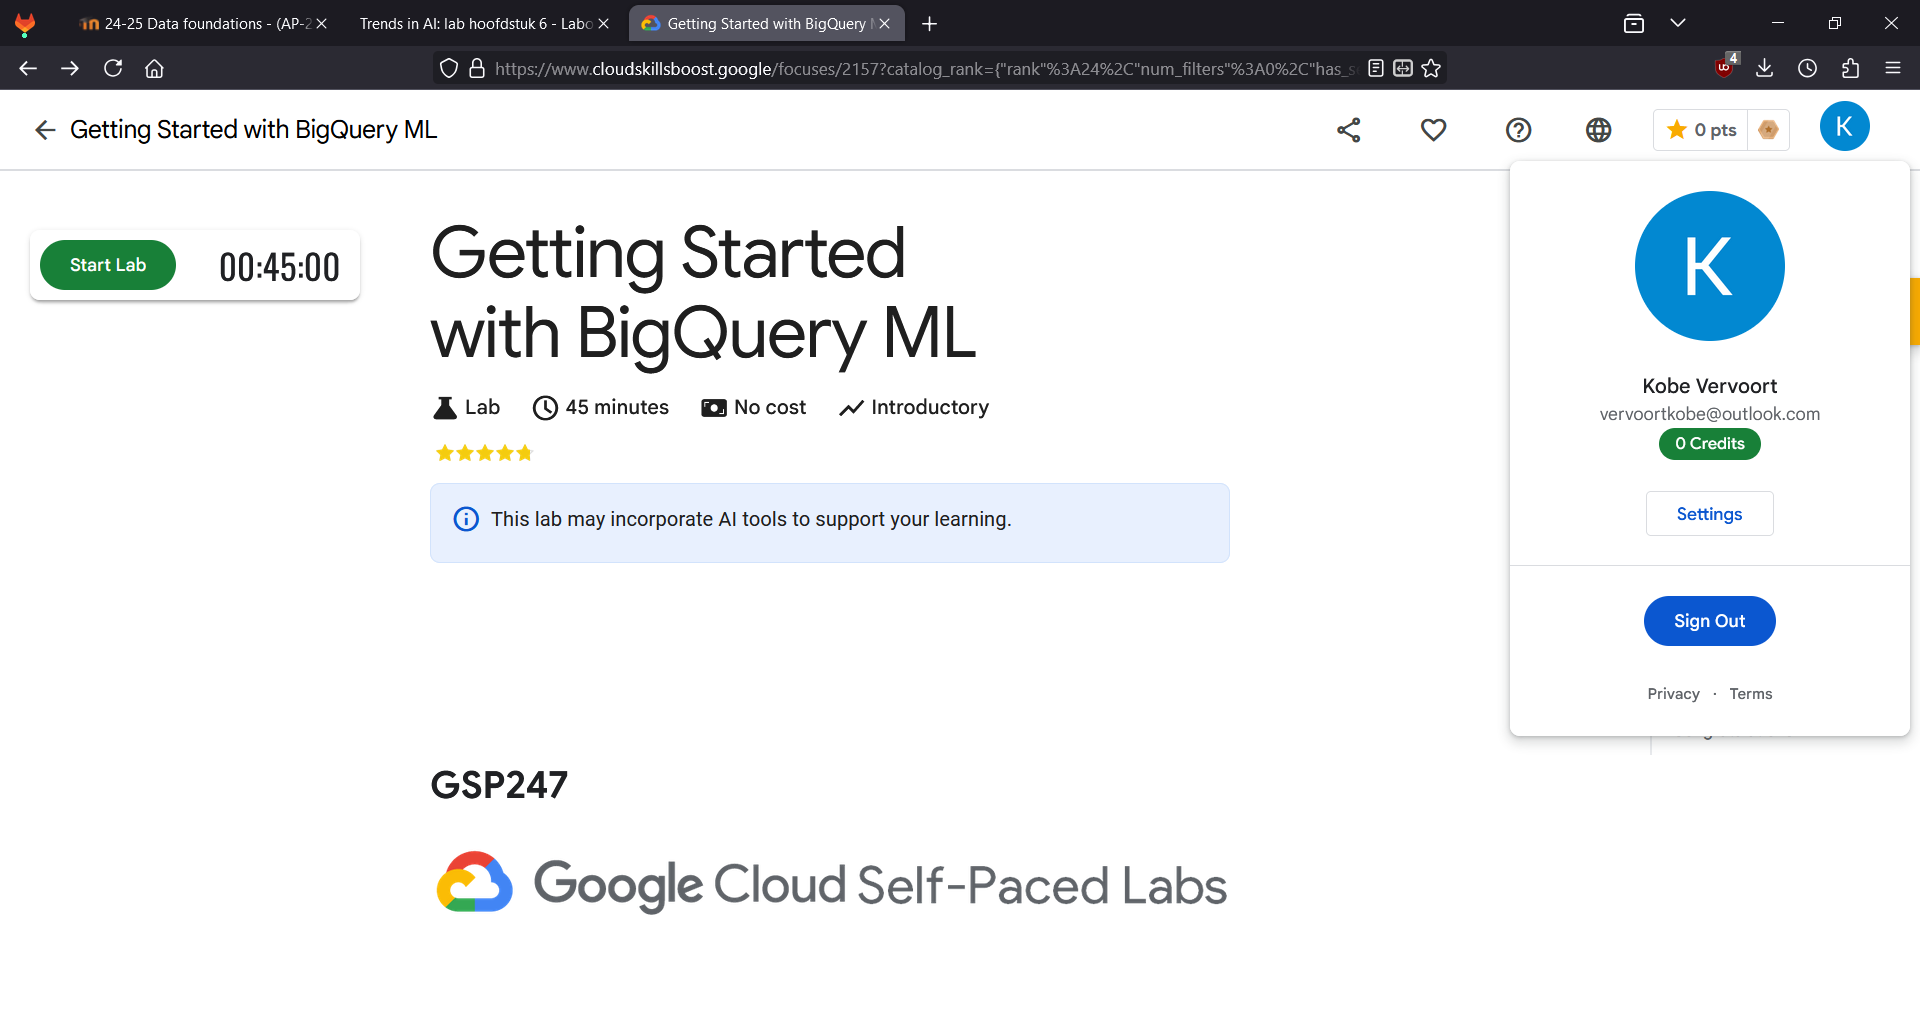 24-25 Data foundations - (AP-2
Trends in AI: lab hoofdstuk 6 - Labo
Getting Started with BigQuery M
https://www.cloudskillsboost.google/focuses/2157?catalog_rank={"rank"%3A24%2C"num_filters"%3A0%2C"has_s
4
Getting Started with BigQuery ML
0 pts
K
Start Lab
00:45:00
Getting Started
with BigQuery ML
Lab
45 minutes
No cost
Introductory
This lab may incorporate AI tools to support your learning.
GSP247
Google Cloud Self-Paced Labs
K
Kobe Vervoort
vervoortkobe@outlook.com
0 Credits
Settings
Sign Out
Privacy · Terms